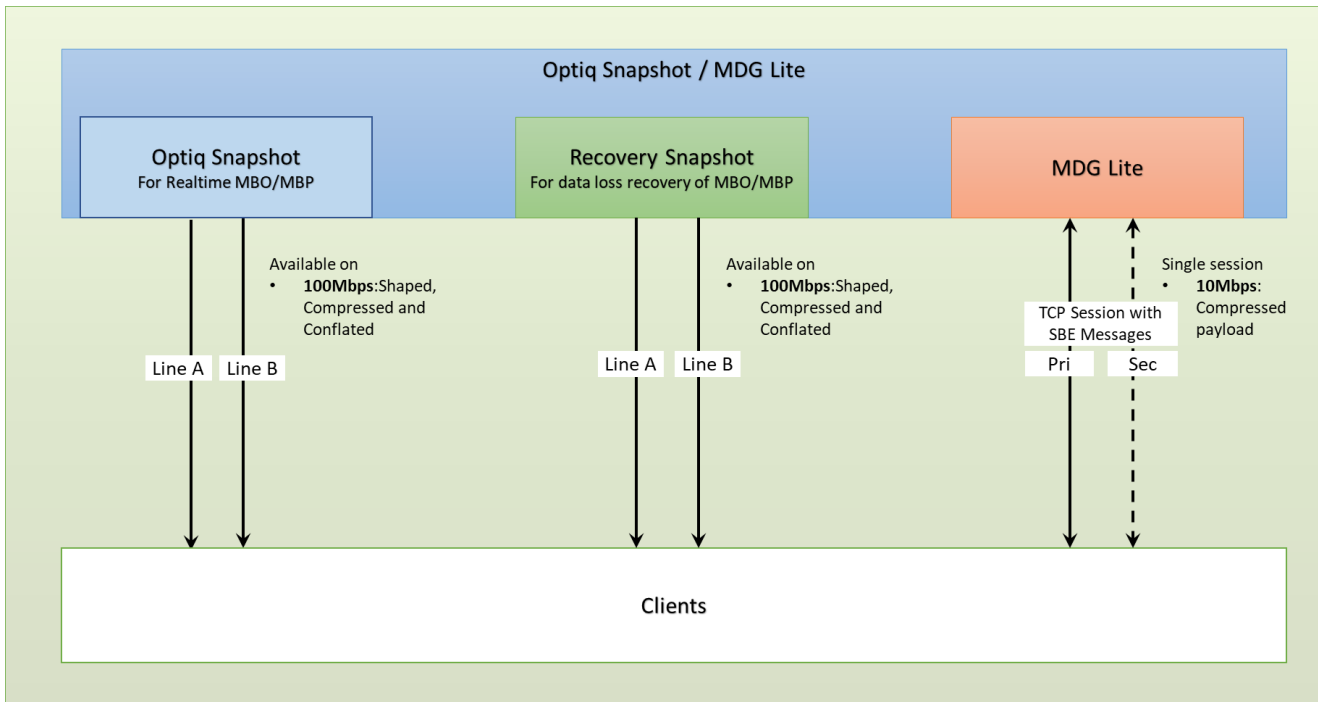 Optiq Snapshot / MDG Lite
Optiq Snapshot
For Realtime MBO/MBP
Recovery Snapshot
For data loss recovery of MBO/MBP
MDG Lite
Available on
• 100Mbps:Shaped,
Compressed and
Conflated
Line A
Line B
Available on
• 100Mbps:Shaped,
Compressed and
Conflated
Line A
Line B
TCP Session with
SBE Messages
Pri
Sec
Single session
• 10Mbps:
Compressed
payload
Clients